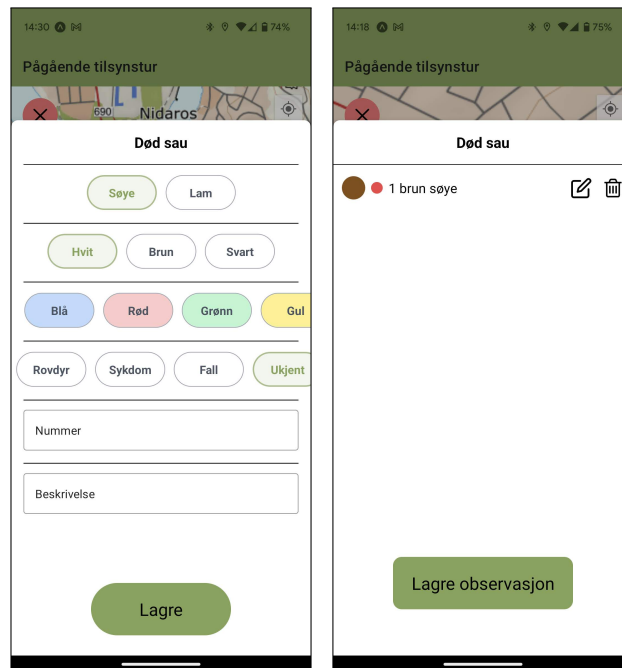 14:30 74%
Pågående tilsynstur
690 Nidaros
Død sau
Søye Lam
Hvit Brun Svart
Blå Rød Grønn Gul
Rovdyr Sykdom Fall Ukjent
Nummer
Beskrivelse
Lagre
14:18 75%
Pågående tilsynstur
Død sau
1 brun søye
Lagre observasjon